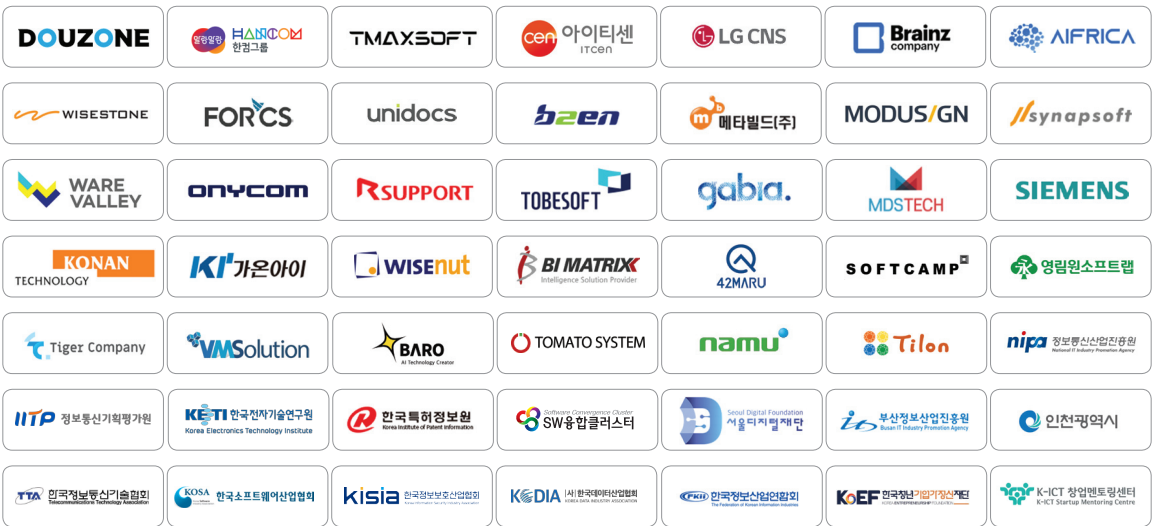 DOUZONE
말랑말랑 HANCOM
한컴그룹
TMAXSOFT
cen 아이티센
ITCEN
LG CNS
Brainz
company
AIFRICA
WISESTONE
FORCS
unidocs
b2en
mb 메타빌드(주)
MODUSIGN
synapsoft
WARE
VALLEY
ONYCOM
RSUPPORT
TOBESOFT
gabia.
MDSTECH
SIEMENS
KONAN
TECHNOLOGY
KI 가온아이
WISEnut
BI MATRIX
Intelligence Solution Provider
42MARU
SOFTCAMP
永 영림원소프트랩
Tiger Company
VMSolution
BARO
AI Technology Creator
TOMATO SYSTEM
namu
Tilon
nipa 정보통신산업진흥원
National IT Industry Promotion Agency
IITP 정보통신기획평가원
KETI 한국전자기술연구원
Korea Electronics Technology Institute
한국특허정보원
Korea Institute of Patent Information
Software Convergence Cluster
SW융합클러스터
Seoul Digital Foundation
서울디지털재단
부산정보산업진흥원
Busan IT Industry Promotion Agency
인천광역시
TTA 한국정보통신기술협회
Telecommunications Technology Association
KOSA 한국소프트웨어산업협회
kisia 한국정보보호산업협회
KODIA (사)한국데이터산업협회
KOREA DATA INDUSTRY ASSOCIATION
FKII 한국정보산업연합회
The Federation of Korean Information Industries
KOEF 한국청년기업가정신재단
KOREA ENTREPRENEURSHIP FOUNDATION
K-ICT 창업멘토링센터
K-ICT Startup Mentoring Centre